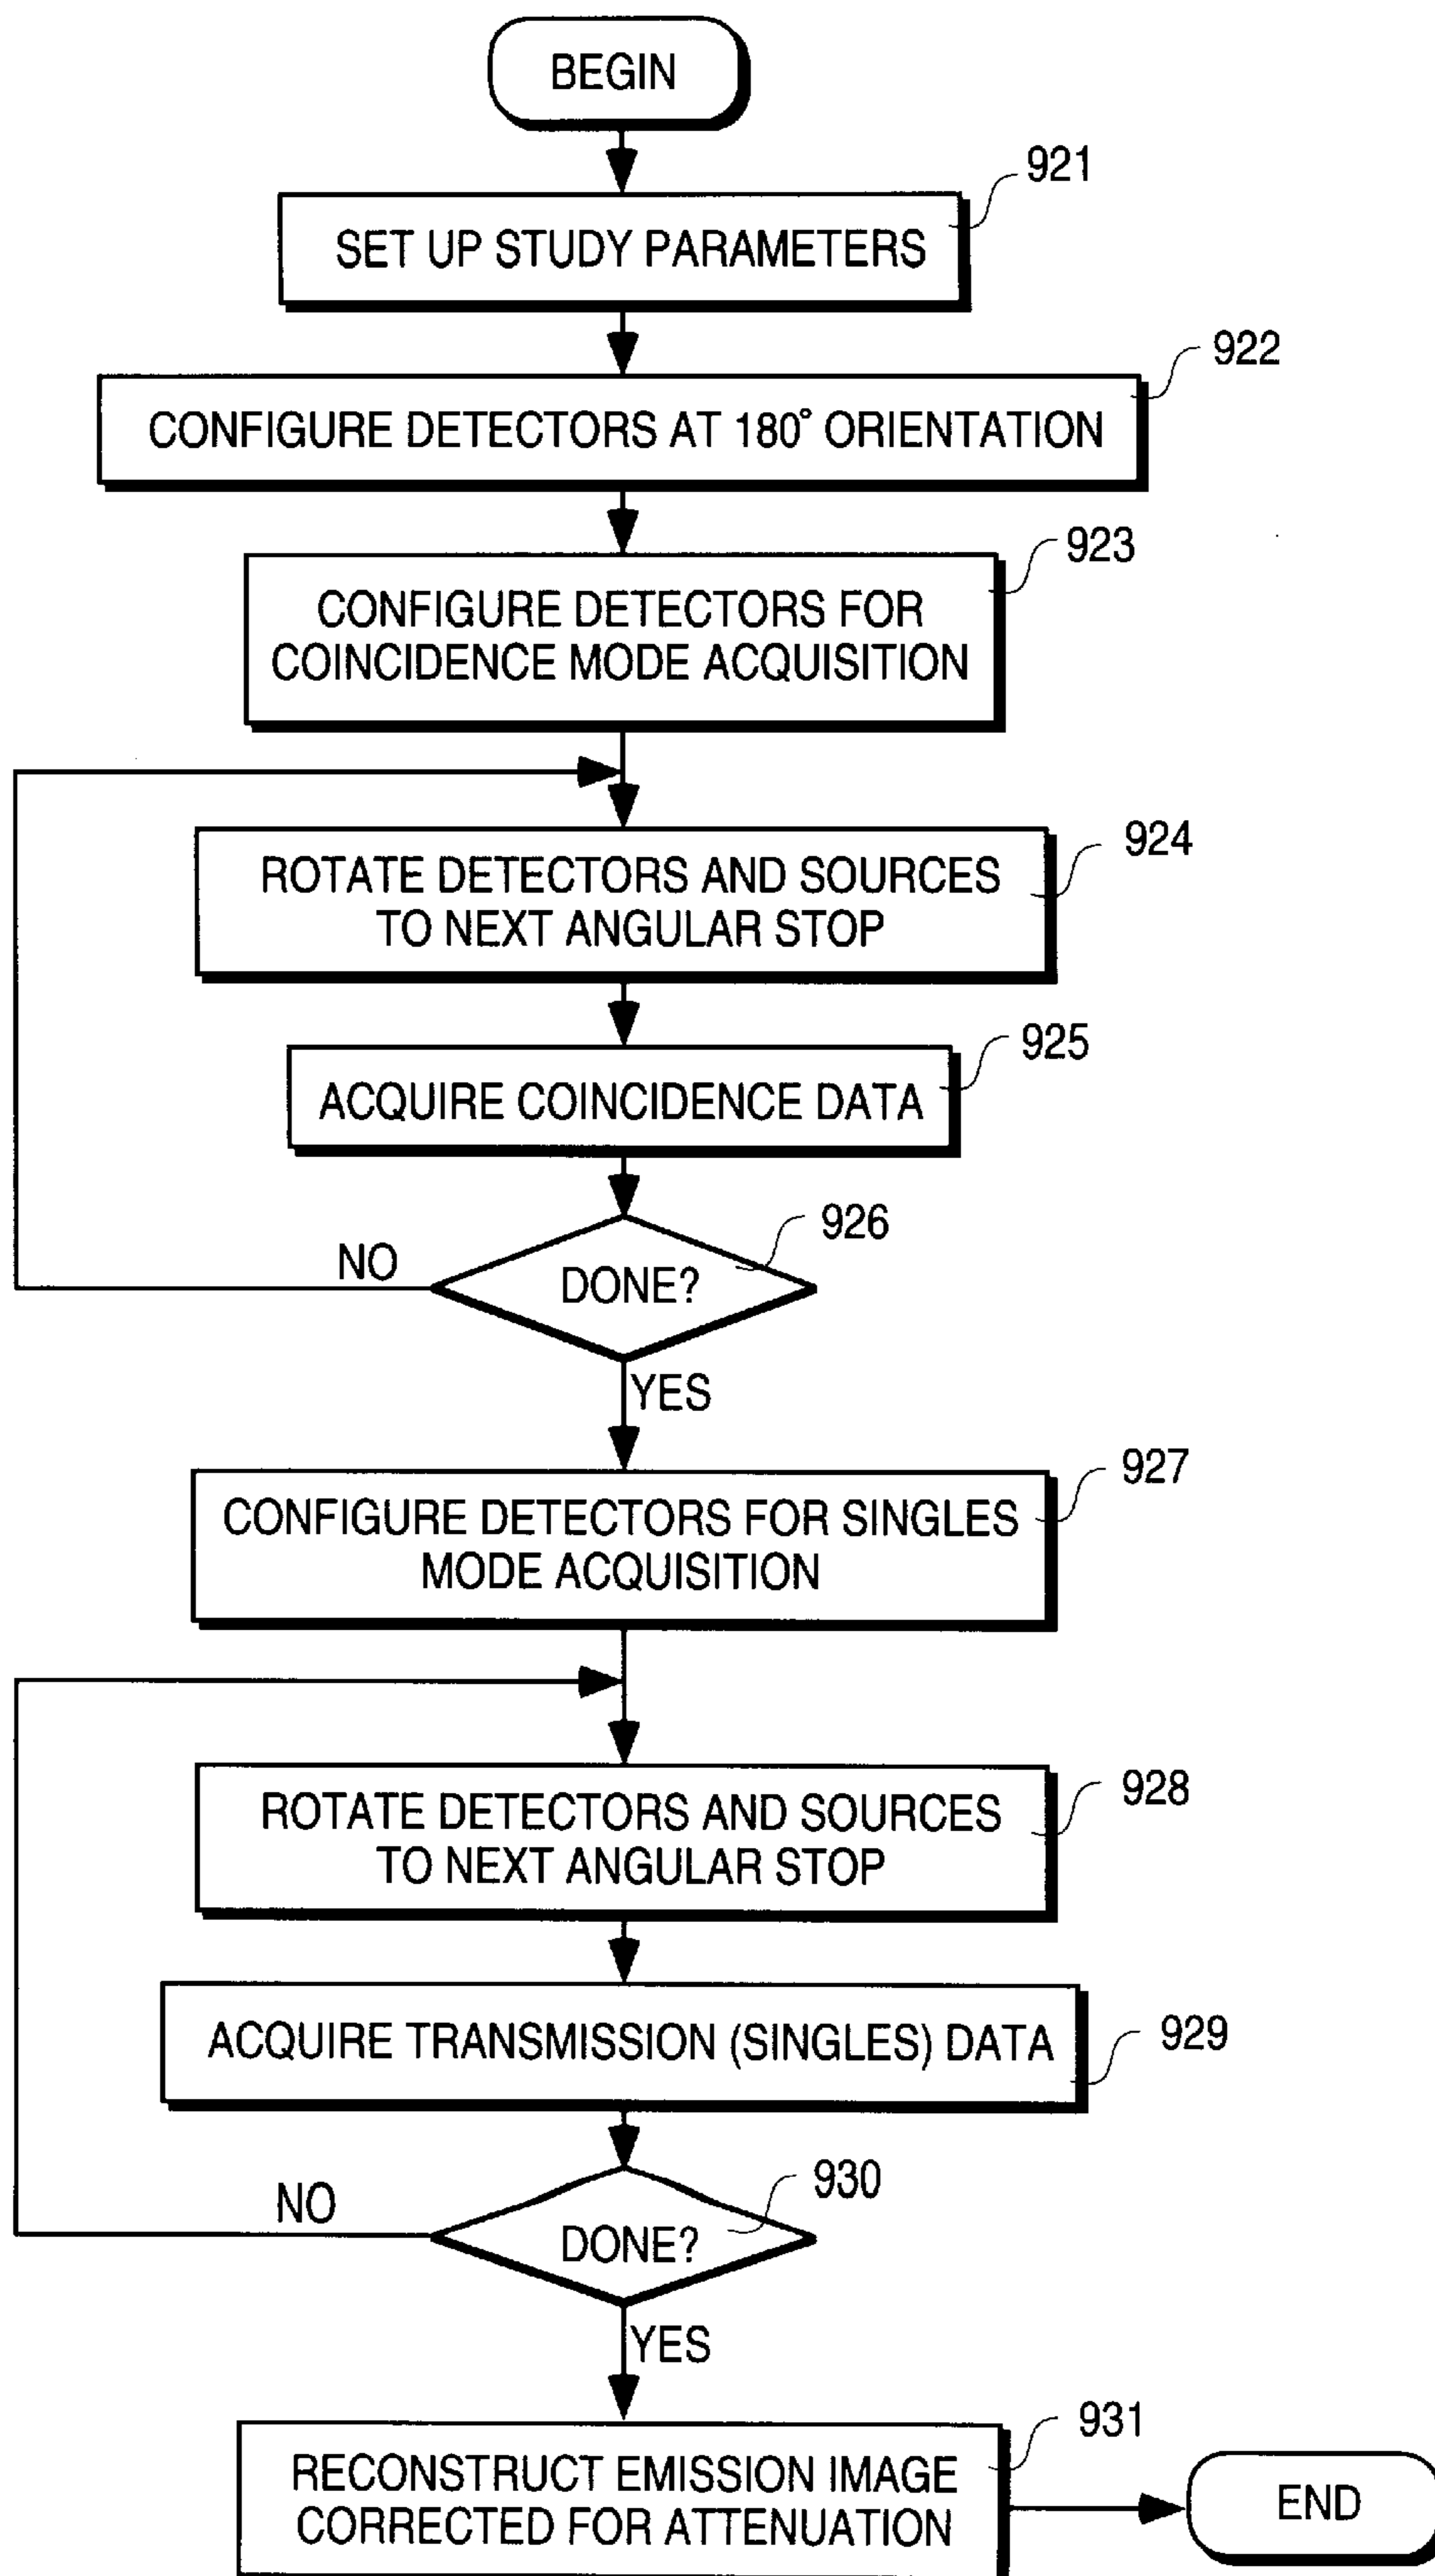 BEGIN
921
SET UP STUDY PARAMETERS
922
CONFIGURE DETECTORS AT 180° ORIENTATION
923
CONFIGURE DETECTORS FOR
COINCIDENCE MODE ACQUISITION
924
ROTATE DETECTORS AND SOURCES
TO NEXT ANGULAR STOP
925
ACQUIRE COINCIDENCE DATA
926
NO
DONE?
YES
927
CONFIGURE DETECTORS FOR SINGLES
MODE ACQUISITION
928
ROTATE DETECTORS AND SOURCES
TO NEXT ANGULAR STOP
929
ACQUIRE TRANSMISSION (SINGLES) DATA
930
NO
DONE?
YES
931
RECONSTRUCT EMISSION IMAGE
CORRECTED FOR ATTENUATION
END